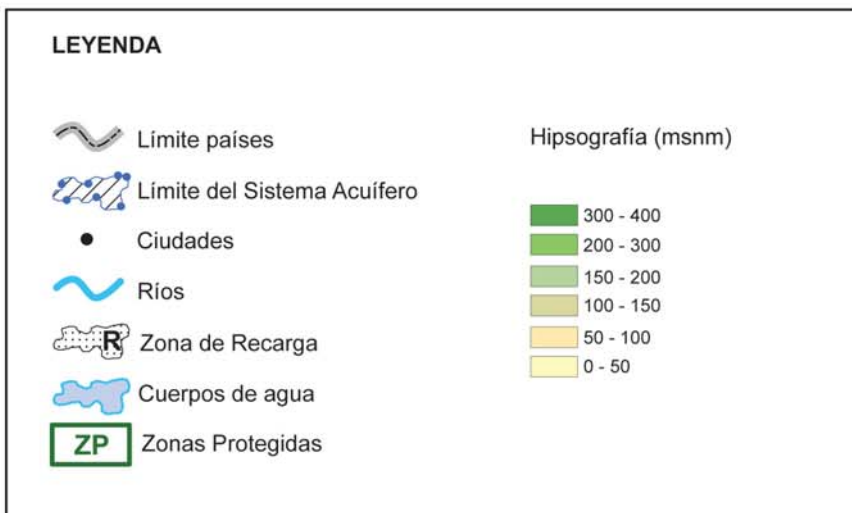 LEYENDA
Límite países
Límite del Sistema Acuífero
Ciudades
Ríos
R Zona de Recarga
Cuerpos de agua
ZP Zonas Protegidas
Hipsografía (msnm)
300 - 400
200 - 300
150 - 200
100 - 150
50 - 100
0 - 50